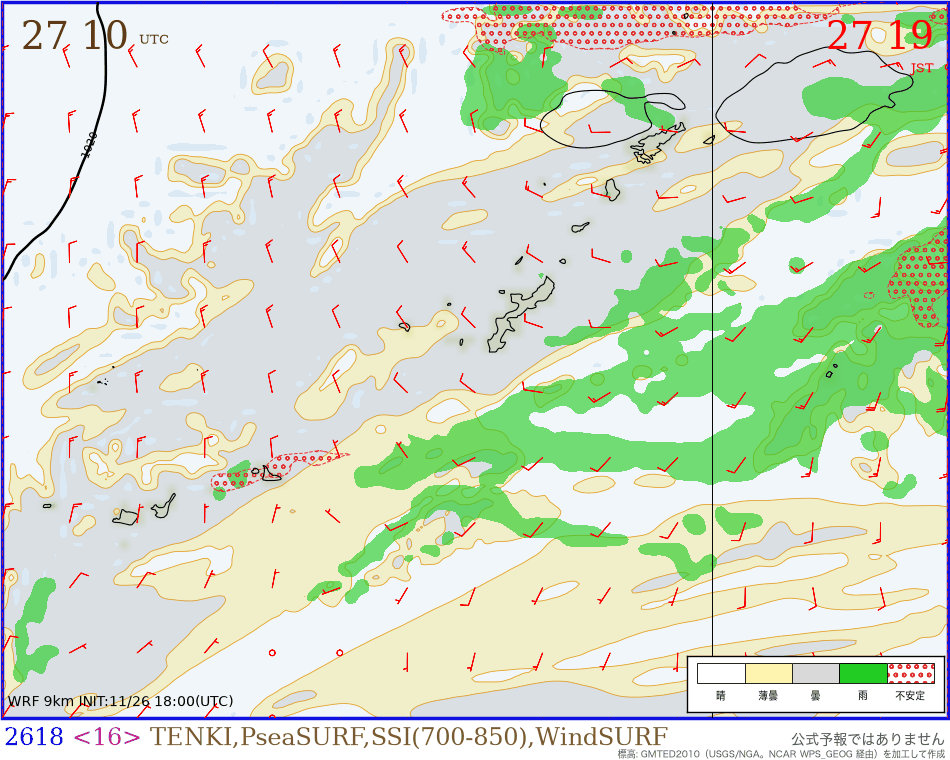 27 10 UTC
27 19
JST
1020
WRF 9km INIT:11/26 18:00(UTC)
晴 薄曇 曇 雨 不安定
2618 <16> TENKI,PseaSURF,SSI(700-850),WindSURF
公式予報ではありません
標高: GMTED2010（USGS/NGA。NCAR WPS_GEOG 経由）を加工して作成